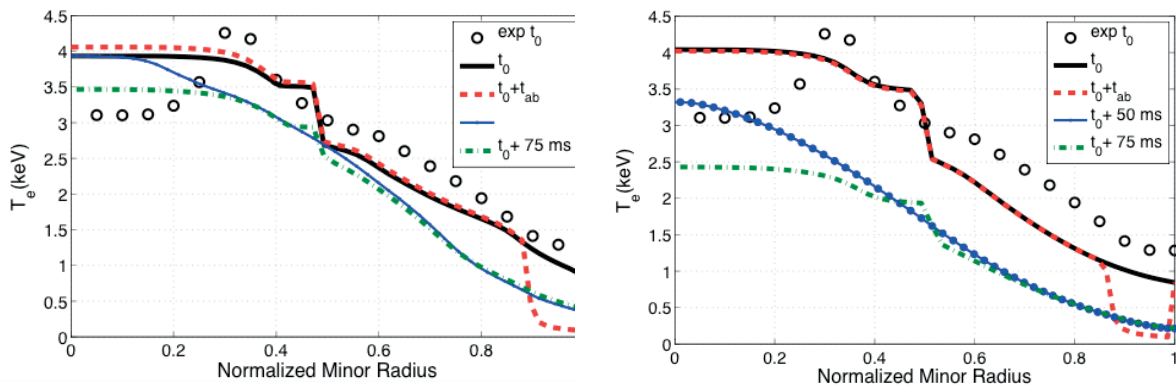 4.5
4
3.5
3
2.5
2
1.5
1
0.5
0
T_e(keV)
0
0.2
0.4
0.6
0.8
Normalized Minor Radius
exp t_0
t_0
t_0+t_ab
t_0+ 75 ms
4.5
4
3.5
3
2.5
2
1.5
1
0.5
0
T_e(keV)
0
0.2
0.4
0.6
0.8
1
Normalized Minor Radius
exp t_0
t_0
t_0+t_ab
t_0+ 50 ms
t_0+ 75 ms